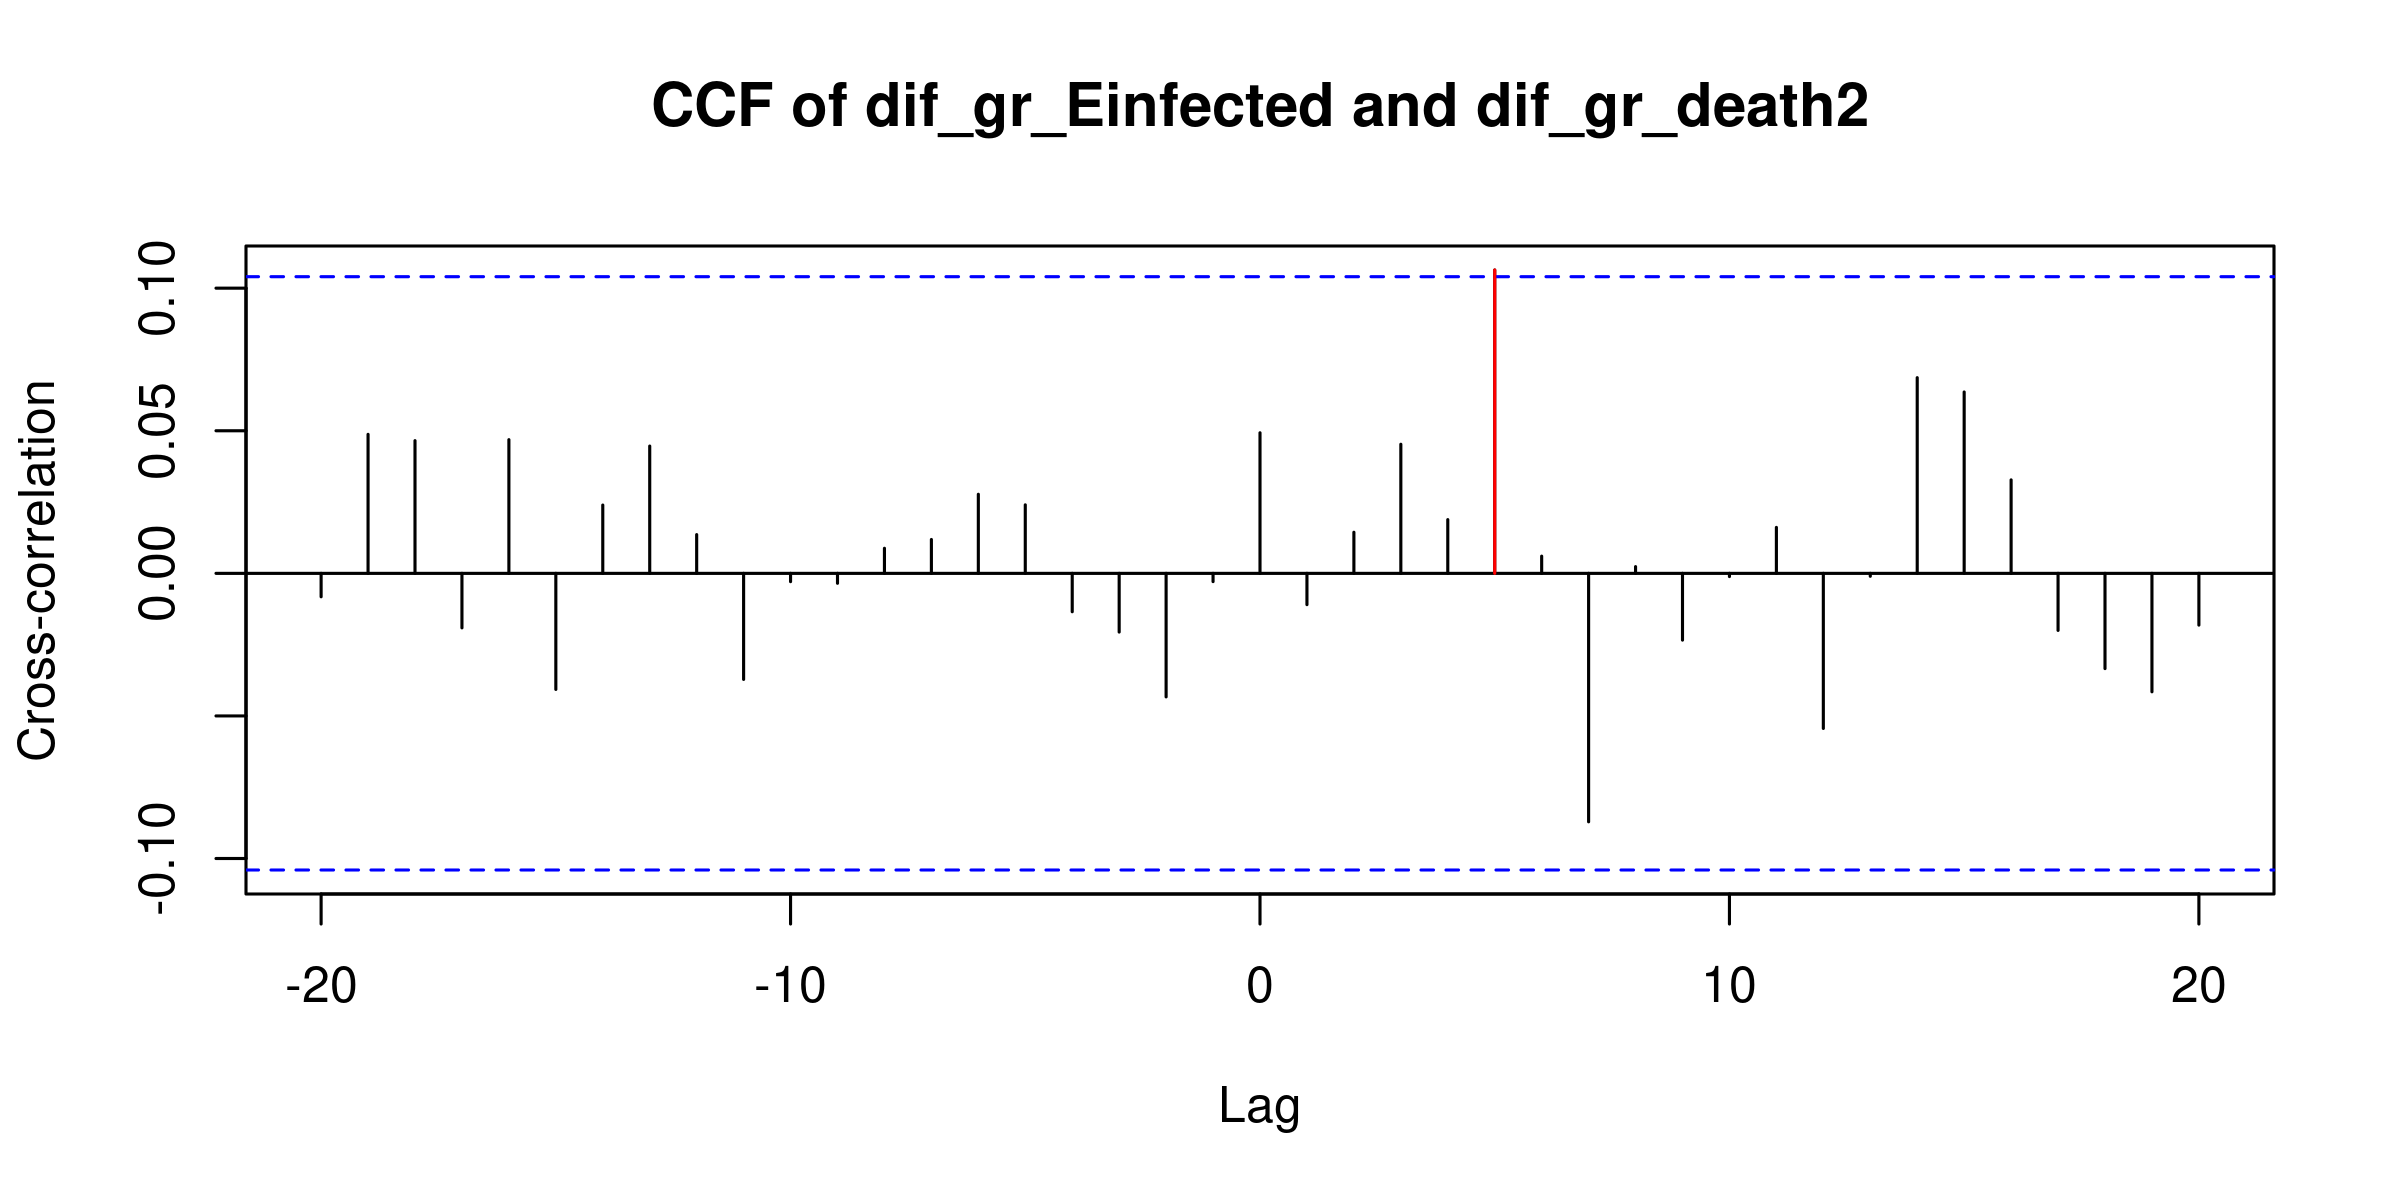 CCF of dif_gr_Einfected and dif_gr_death2
Cross-correlation
0.10
0.05
0.00
-0.10
-20 -10 0 10 20
Lag